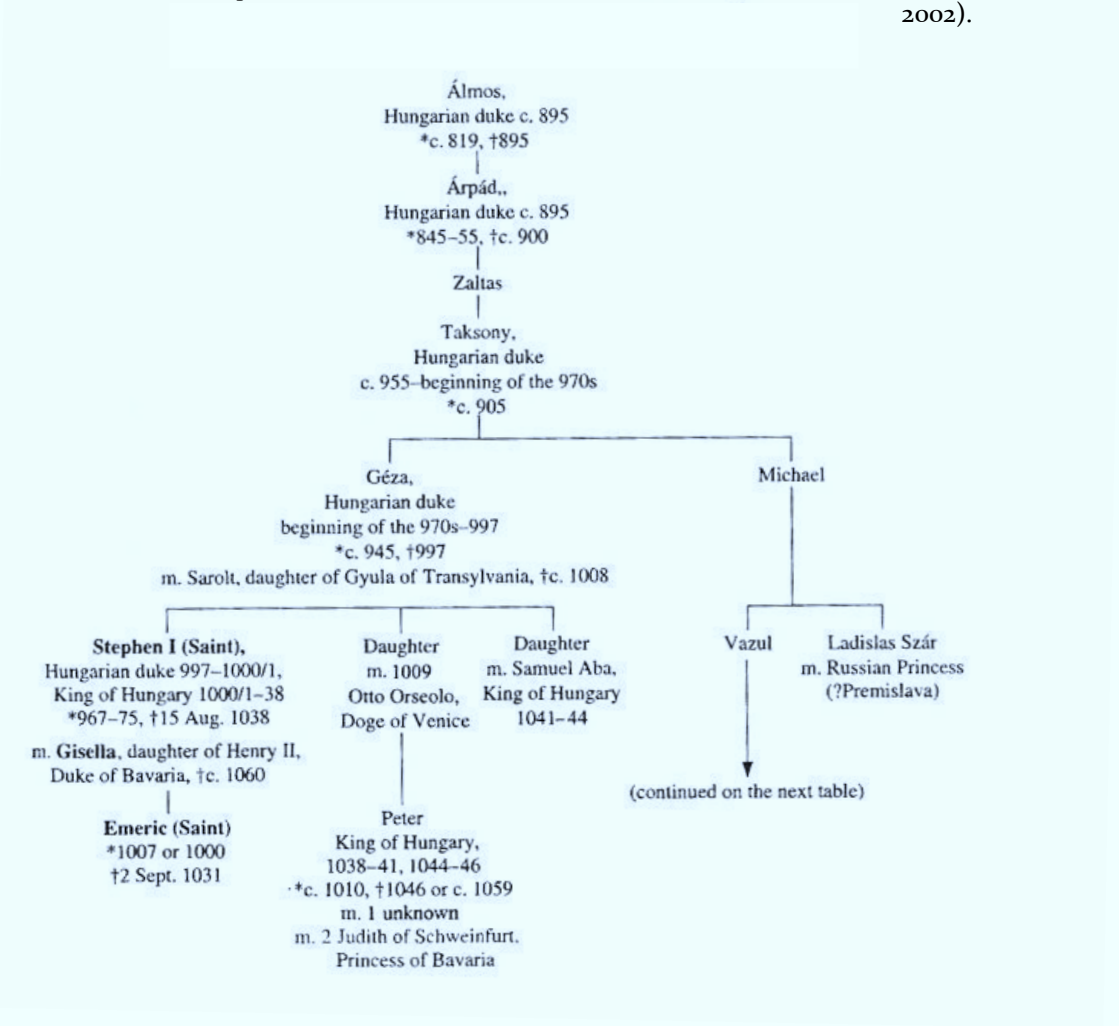 2002).
Álmos,
Hungarian duke c. 895
*c. 819, †895
Árpád,,
Hungarian duke c. 895
*845–55, †c. 900
Zaltas
Taksony,
Hungarian duke
c. 955–beginning of the 970s
*c. 905
Géza,
Hungarian duke
beginning of the 970s–997
*c. 945, †997
m. Sarolt, daughter of Gyula of Transylvania, †c. 1008
Michael
Stephen I (Saint),
Hungarian duke 997–1000/1,
King of Hungary 1000/1–38
*967–75, †15 Aug. 1038
m. Gisella, daughter of Henry II,
Duke of Bavaria, †c. 1060
Emeric (Saint)
*1007 or 1000
†2 Sept. 1031
Daughter
m. 1009
Otto Orseolo,
Doge of Venice
Peter
King of Hungary,
1038–41, 1044–46
*c. 1010, †1046 or c. 1059
m. 1 unknown
m. 2 Judith of Schweinfurt.
Princess of Bavaria
Daughter
m. Samuel Aba,
King of Hungary
1041–44
Vazul
(continued on the next table)
Ladislas Szár
m. Russian Princess
(?Premislava)